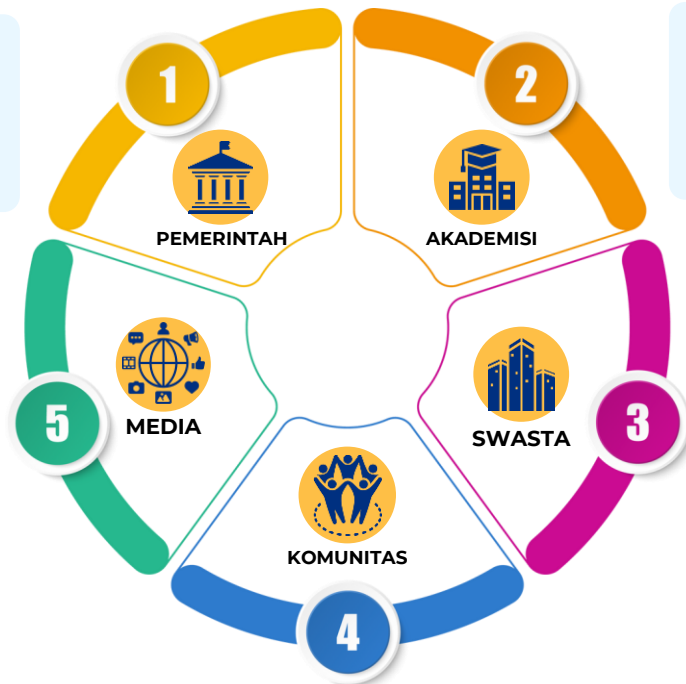 1
PEMERINTAH
2
AKADEMISI
3
SWASTA
4
KOMUNITAS
5
MEDIA